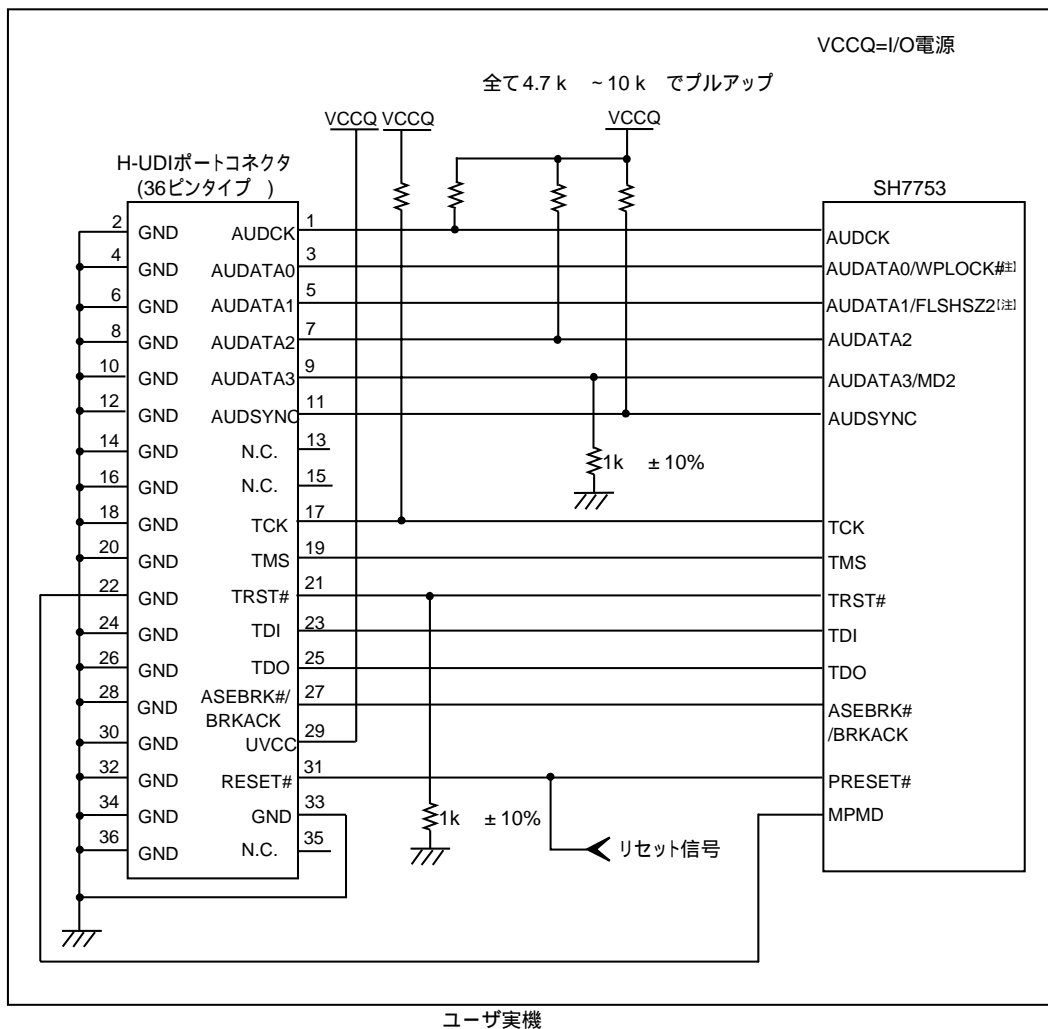 VCCQ=I/O電源
全て4.7 k ~10 k でプルアップ
VCCQ VCCQ VCCQ
H-UDIポートコネクタ
(36ピンタイプ )
SH7753
2 GND AUDCK 1 AUDCK
4 GND AUDATA0 3 AUDATA0/WPLOCK#注]
6 GND AUDATA1 5 AUDATA1/FLSHSZ2[注]
8 GND AUDATA2 7 AUDATA2
10 GND AUDATA3 9 AUDATA3/MD2
12 GND AUDSYNC 11 AUDSYNC
14 GND N.C. 13
1k ±10%
16 GND N.C. 15
18 GND TCK 17 TCK
20 GND TMS 19 TMS
22 GND TRST# 21 TRST#
24 GND TDI 23 TDI
26 GND TDO 25 TDO
28 GND ASEBRK#/ 27 ASEBRK#
BRKACK /BRKACK
30 GND UVCC 29
32 GND RESET# 31 PRESET#
34 GND GND 33 MPMD
1k ±10%
36 GND N.C. 35
リセット信号
ユーザ実機